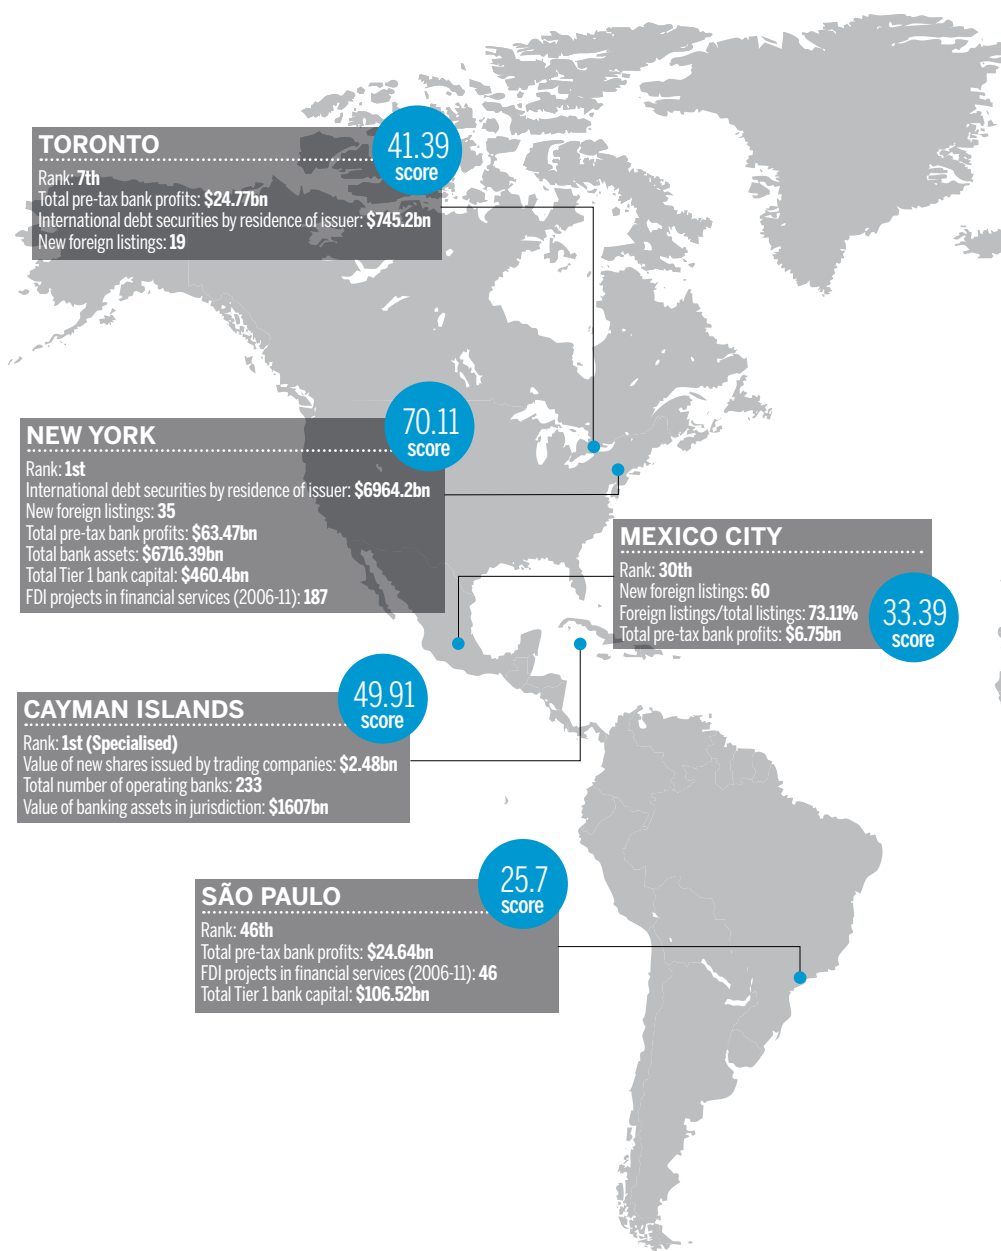 TORONTO
41.39
score
Rank: 7th
Total pre-tax bank profits: $24.77bn
International debt securities by residence of issuer: $745.2bn
New foreign listings: 19
NEW YORK
70.11
score
Rank: 1st
International debt securities by residence of issuer: $6964.2bn
New foreign listings: 35
Total pre-tax bank profits: $63.47bn
Total bank assets: $6716.39bn
Total Tier 1 bank capital: $460.4bn
FDI projects in financial services (2006-11): 187
MEXICO CITY
Rank: 30th
New foreign listings: 60
Foreign listings/total listings: 73.11%
Total pre-tax bank profits: $6.75bn
33.39
score
CAYMAN ISLANDS
49.91
score
Rank: 1st (Specialised)
Value of new shares issued by trading companies: $2.48bn
Total number of operating banks: 233
Value of banking assets in jurisdiction: $1607bn
SÃO PAULO
25.7
score
Rank: 46th
Total pre-tax bank profits: $24.64bn
FDI projects in financial services (2006-11): 46
Total Tier 1 bank capital: $106.52bn